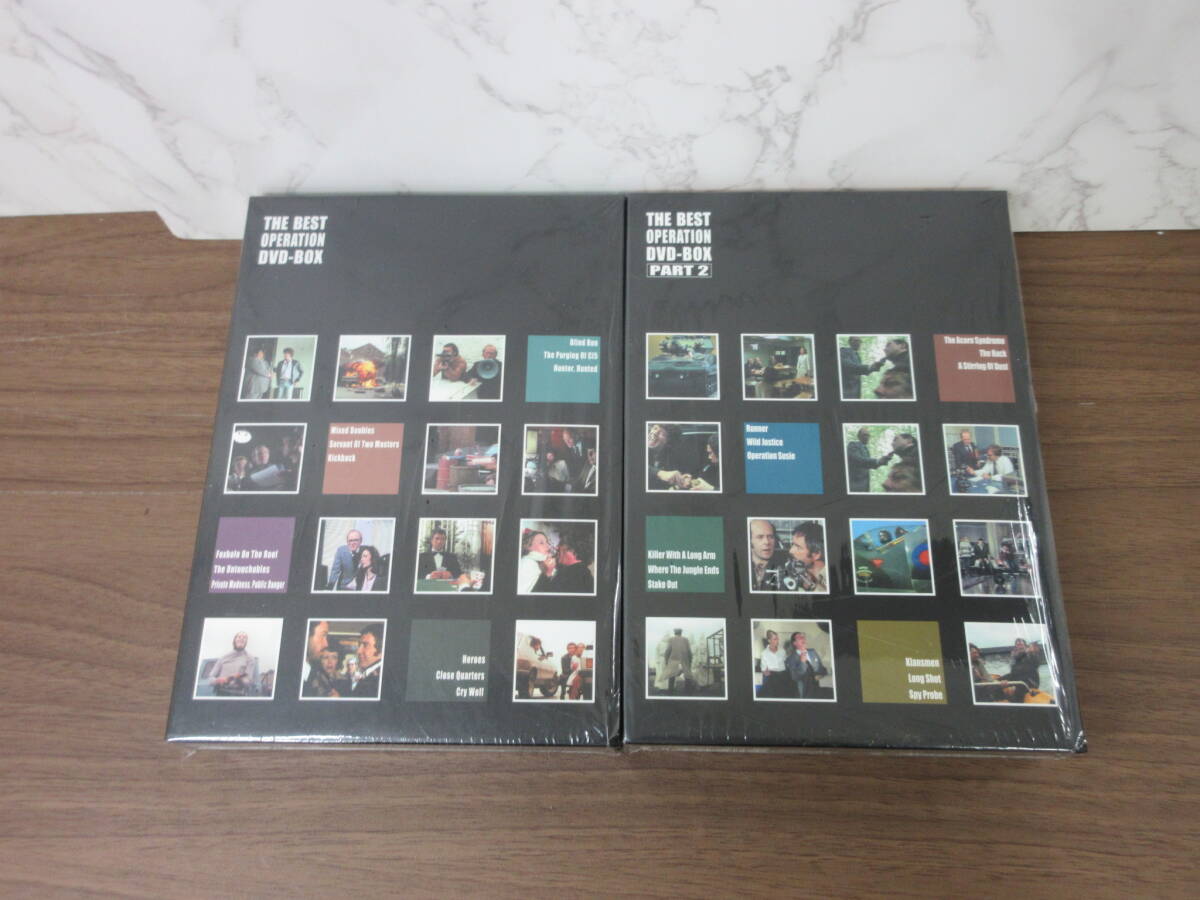 THE BEST
OPERATION
DVD-BOX
Blind Run
The Purging Of CI5
Hunter, Hunted
Mixed Doubles
Servant Of Two Masters
Kickback
Foxhole On The Roof
The Untouchables
Private Madness, Public Danger
Heroes
Close Quarters
Cry Wolf
THE BEST
OPERATION
DVD-BOX
PART 2
The Acorn Syndrome
The Rack
A Stirring Of Dust
Runner
Wild Justice
Operation Susie
Killer With A Long Arm
Where The Jungle Ends
Stake Out
Klansmen
Long Shot
Spy Probe